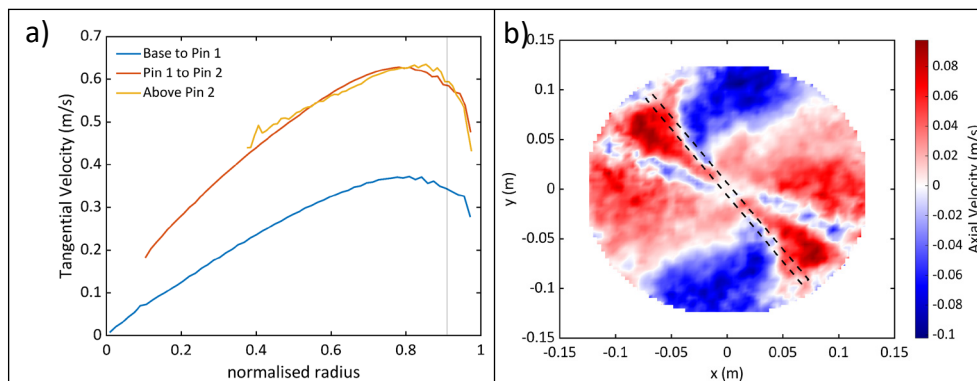 a)
0.7
0.6
0.5
0.4
0.3
0.2
0.1
0
Tangential Velocity (m/s)
Base to Pin 1
Pin 1 to Pin 2
Above Pin 2
0 0.2 0.4 0.6 0.8 1
normalised radius
b)
0.15
0.1
0.05
0
-0.05
-0.1
-0.15
y (m)
-0.15 -0.1 -0.05 0 0.05 0.1 0.15
x (m)
0.08
0.06
0.04
0.02
0
-0.02
-0.04
-0.06
-0.08
-0.1
Axial Velocity (m/s)